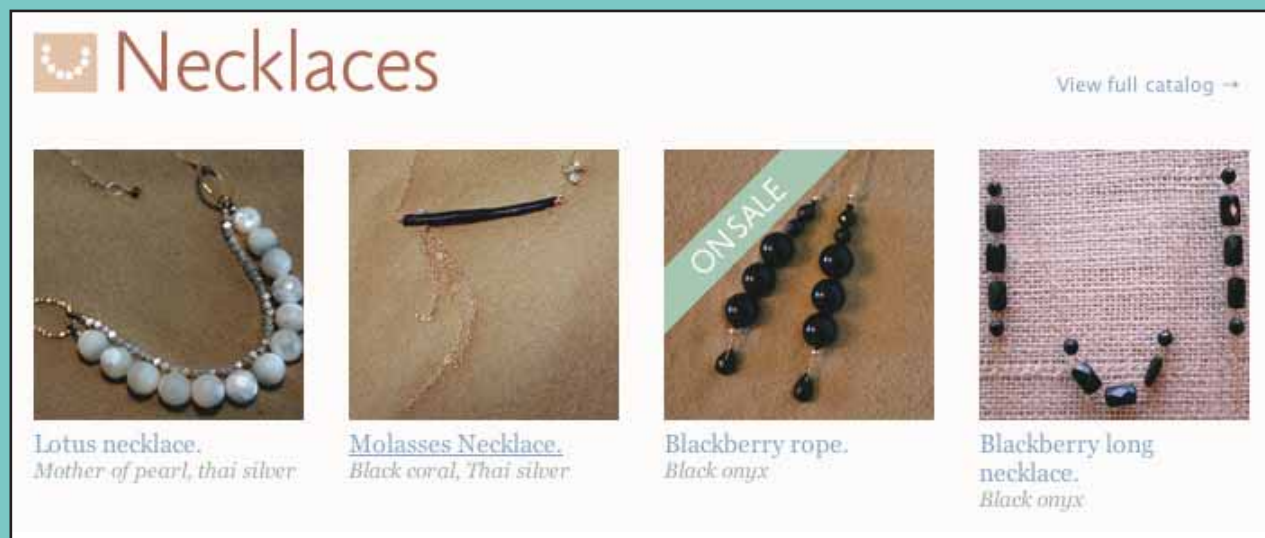 Necklaces
View full catalog →
ON SALE
Lotus necklace.
Mother of pearl, thai silver
Molasses Necklace.
Black coral, Thai silver
Blackberry rope.
Black onyx
Blackberry long
necklace.
Black onyx